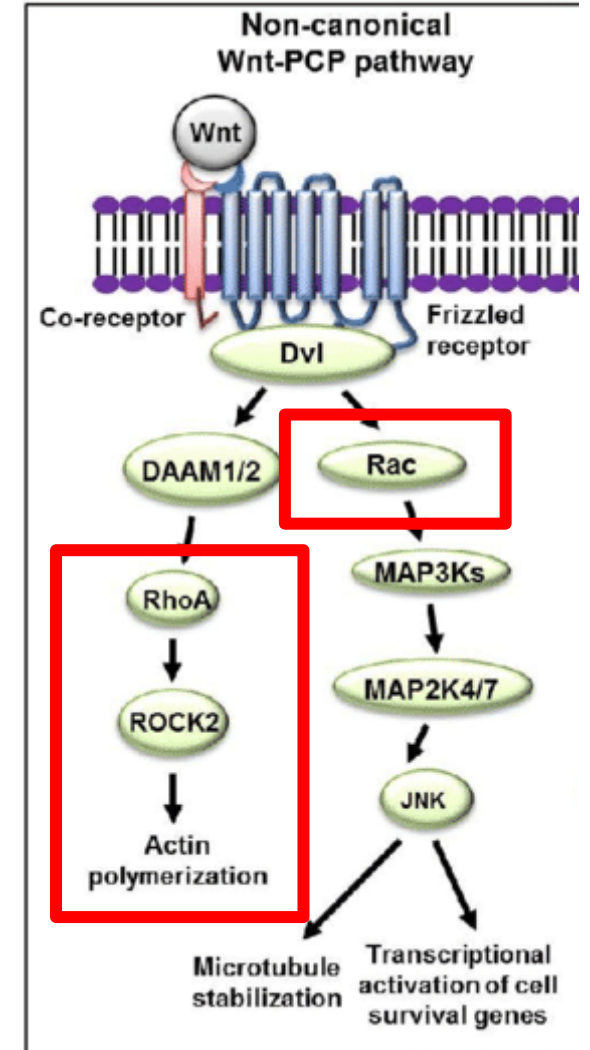 Non-canonical
Wnt-PCP pathway
Wnt
Co-receptor
Frizzled
receptor
Dvl
DAAM1/2
Rac
RhoA
MAP3Ks
ROCK2
MAP2K4/7
JNK
Actin
polymerization
Microtubule
stabilization
Transcriptional
activation of cell
survival genes